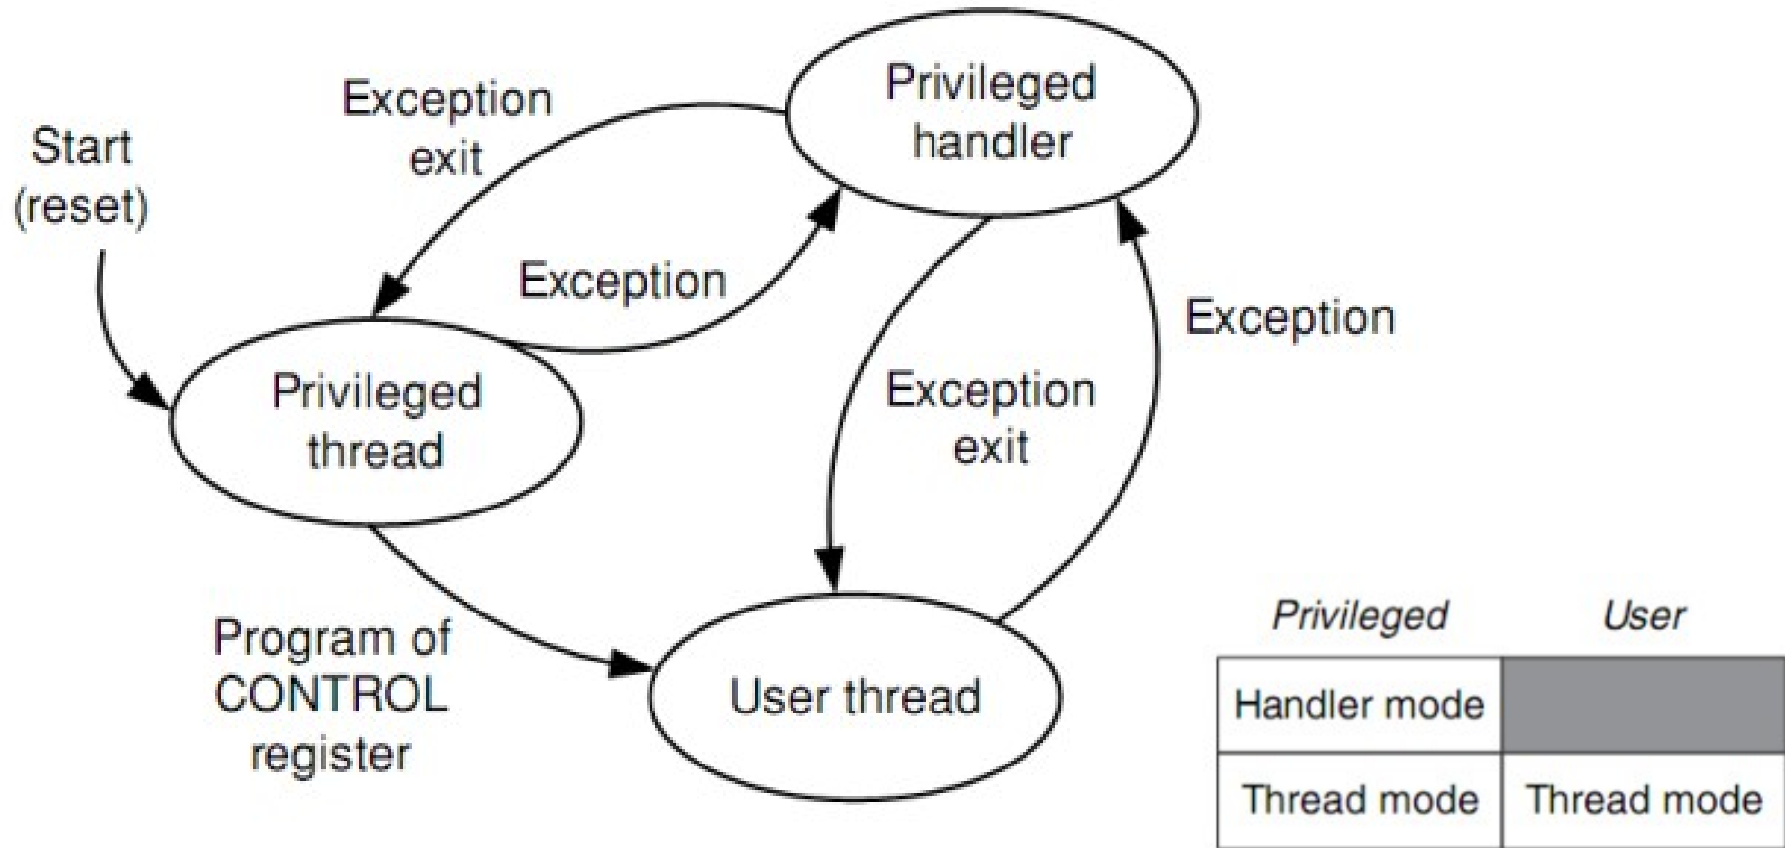 Privileged
handler
Exception
exit
Start
(reset)
Exception
Exception
Privileged
thread
Exception
exit
Program of
CONTROL
register
User thread
Privileged User
Handler mode
Thread mode Thread mode